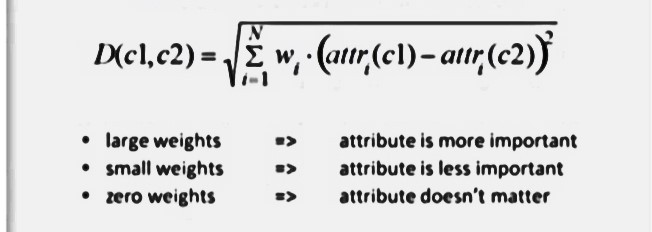 D(c1,c2) = √ N ∑ i=1 w_i · (attr_i(c1) – attr_i(c2))²
• large weights => attribute is more important
• small weights => attribute is less important
• zero weights => attribute doesn't matter